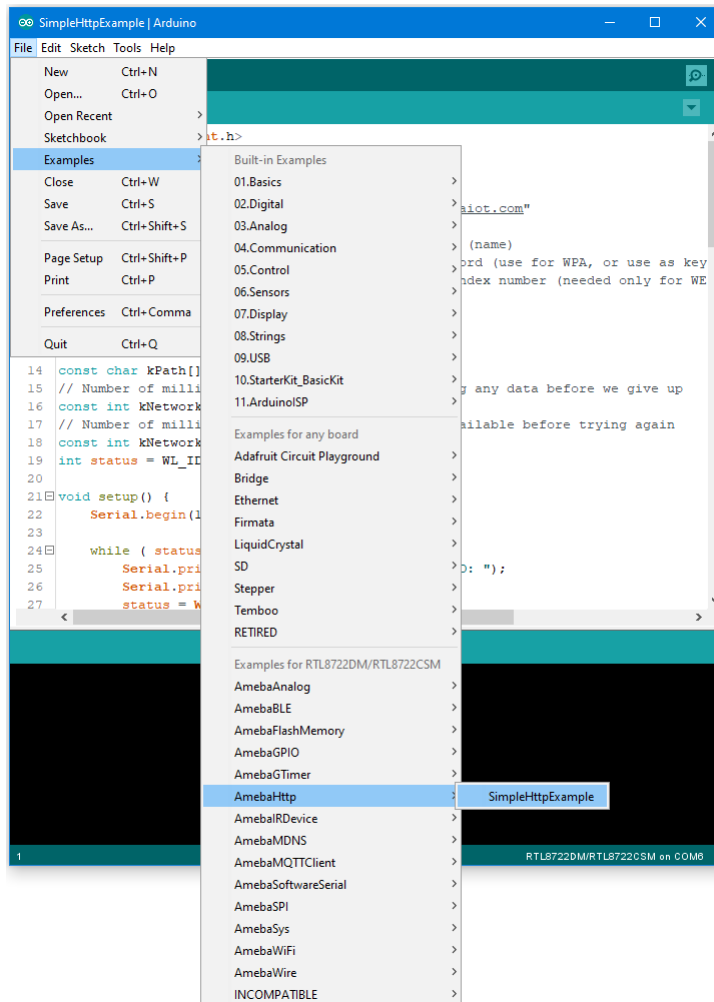 SimpleHttpExample | Arduino
File Edit Sketch Tools Help
New Ctrl+N
Open... Ctrl+O
Open Recent
Sketchbook
Examples
Close Ctrl+W
Save Ctrl+S
Save As... Ctrl+Shift+S
Page Setup Ctrl+Shift+P
Print Ctrl+P
Preferences Ctrl+Comma
Quit Ctrl+Q
Built-in Examples
01.Basics
02.Digital
03.Analog
04.Communication
05.Control
06.Sensors
07.Display
08.Strings
09.USB
10.StarterKit_BasicKit
11.ArduinoISP
Examples for any board
Adafruit Circuit Playground
Bridge
Ethernet
Firmata
LiquidCrystal
SD
Stepper
Temboo
RETIRED
Examples for RTL8722DM/RTL8722CSM
AmebaAnalog
AmebaBLE
AmebaFlashMemory
AmebaGPIO
AmebaGTimer
AmebaHttp
AmebaIRDevice
AmebaMDNS
AmebaMQTTClient
AmebaSoftwareSerial
AmebaSPI
AmebaSys
AmebaWiFi
AmebaWire
INCOMPATIBLE
SimpleHttpExample
t.h>
aiot.com"
(name)
ord (use for WPA, or use as key
ndex number (needed only for WE
14 const char kPath[]
15 // Number of milli g any data before we give up
16 const int kNetwork
17 // Number of milli ailable before trying again
18 const int kNetwork
19 int status = WL_ID
20
21 void setup() {
22 Serial.begin(1
23
24 while ( status
25 Serial.pri D: ");
26 Serial.pri
27 status = W
1 RTL8722DM/RTL8722CSM on COM6